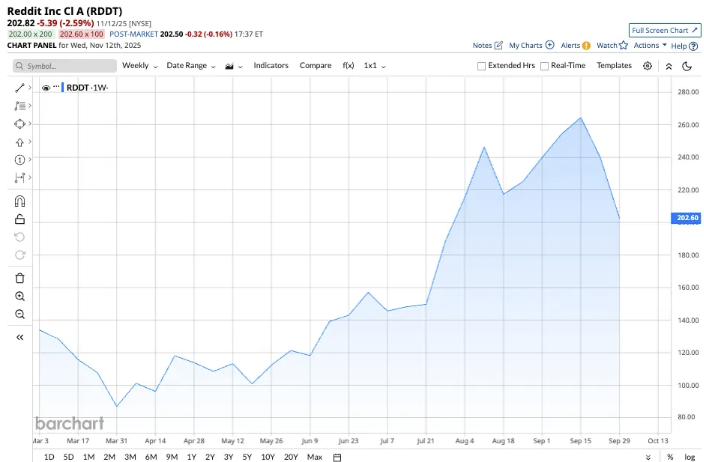 Reddit Inc Cl A (RDDT)
202.82 -5.39 (-2.59%) 11/12/25 [NYSE]
202.00 x 200 202.60 x 100 POST-MARKET 202.50 -0.32 (-0.16%) 17:37 ET
Full Screen Chart
CHART PANEL for Wed, Nov 12th, 2025
Notes My Charts Alerts Watch Actions Help
Symbol... Weekly Date Range Indicators Compare f(x) 1x1 Extended Hrs Real-Time Templates
RDDT ·1W·
280.00
260.00
240.00
220.00
202.60
180.00
160.00
140.00
120.00
100.00
80.00
barchart
Mar 3 Mar 17 Mar 31 Apr 14 Apr 28 May 12 May 26 Jun 9 Jun 23 Jul 7 Jul 21 Aug 4 Aug 18 Sep 1 Sep 15 Sep 29 Oct 13
1D 5D 1M 2M 3M 6M 9M 1Y 2Y 3Y 5Y 10Y 20Y Max % log